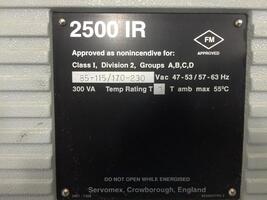 2500 IR
FM
APPROVED
Approved as nonincendive for:
Class I, Division 2, Groups A,B,C,D
85-115/170-230 Vac 47-53/57-63 Hz
300 VA Temp Rating T T amb max 55°C
DO NOT OPEN WHILE ENERGISED
Servomex, Crowborough, England